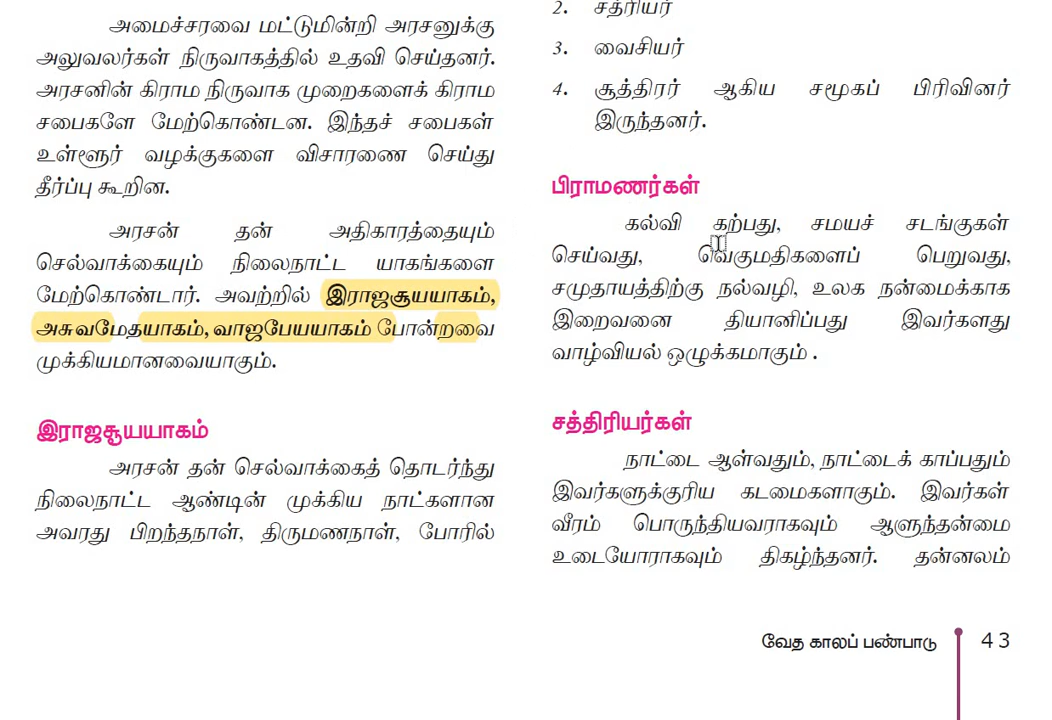 அமைச்சரவை மட்டுமின்றி அரசனுக்கு
அலுவலர்கள் நிருவாகத்தில் உதவி செய்தனர்.
அரசனின் கிராம நிருவாக முறைகளைக் கிராம
சபைகளே மேற்கொண்டன. இந்தச் சபைகள்
உள்ளூர் வழக்குகளை விசாரணை செய்து
தீர்ப்பு கூறின.
அரசன் தன் அதிகாரத்தையும்
செல்வாக்கையும் நிலைநாட்ட யாகங்களை
மேற்கொண்டார். அவற்றில் இராஜசூயயாகம்,
அசுவமேதயாகம், வாஜபேயயாகம் போன்றவை
முக்கியமானவையாகும்.
இராஜசூயயாகம்
அரசன் தன் செல்வாக்கைத் தொடர்ந்து
நிலைநாட்ட ஆண்டின் முக்கிய நாட்களான
அவரது பிறந்தநாள், திருமணநாள், போரில்
2. சத்ரியர்
3. வைசியர்
4. சூத்திரர் ஆகிய சமூகப் பிரிவினர்
இருந்தனர்.
பிராமணர்கள்
கல்வி கற்பது, சமயச் சடங்குகள்
செய்வது, வெகுமதிகளைப் பெறுவது,
சமுதாயத்திற்கு நல்வழி, உலக நன்மைக்காக
இறைவனை தியானிப்பது இவர்களது
வாழ்வியல் ஒழுக்கமாகும் .
சத்திரியர்கள்
நாட்டை ஆள்வதும், நாட்டைக் காப்பதும்
இவர்களுக்குரிய கடமைகளாகும். இவர்கள்
வீரம் பொருந்தியவராகவும் ஆளுந்தன்மை
உடையோராகவும் திகழ்ந்தனர். தன்னலம்
வேத காலப் பண்பாடு 43